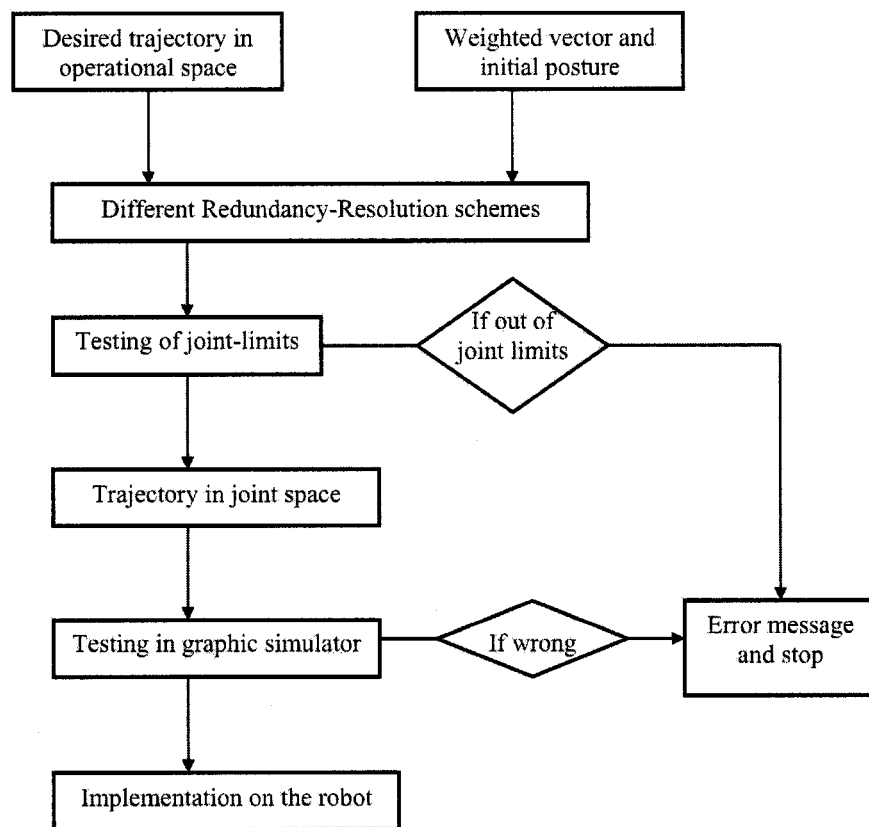 Desired trajectory in
operational space
Weighted vector and
initial posture
Different Redundancy-Resolution schemes
Testing of joint-limits
If out of
joint limits
Trajectory in joint space
Testing in graphic simulator
If wrong
Error message
and stop
Implementation on the robot